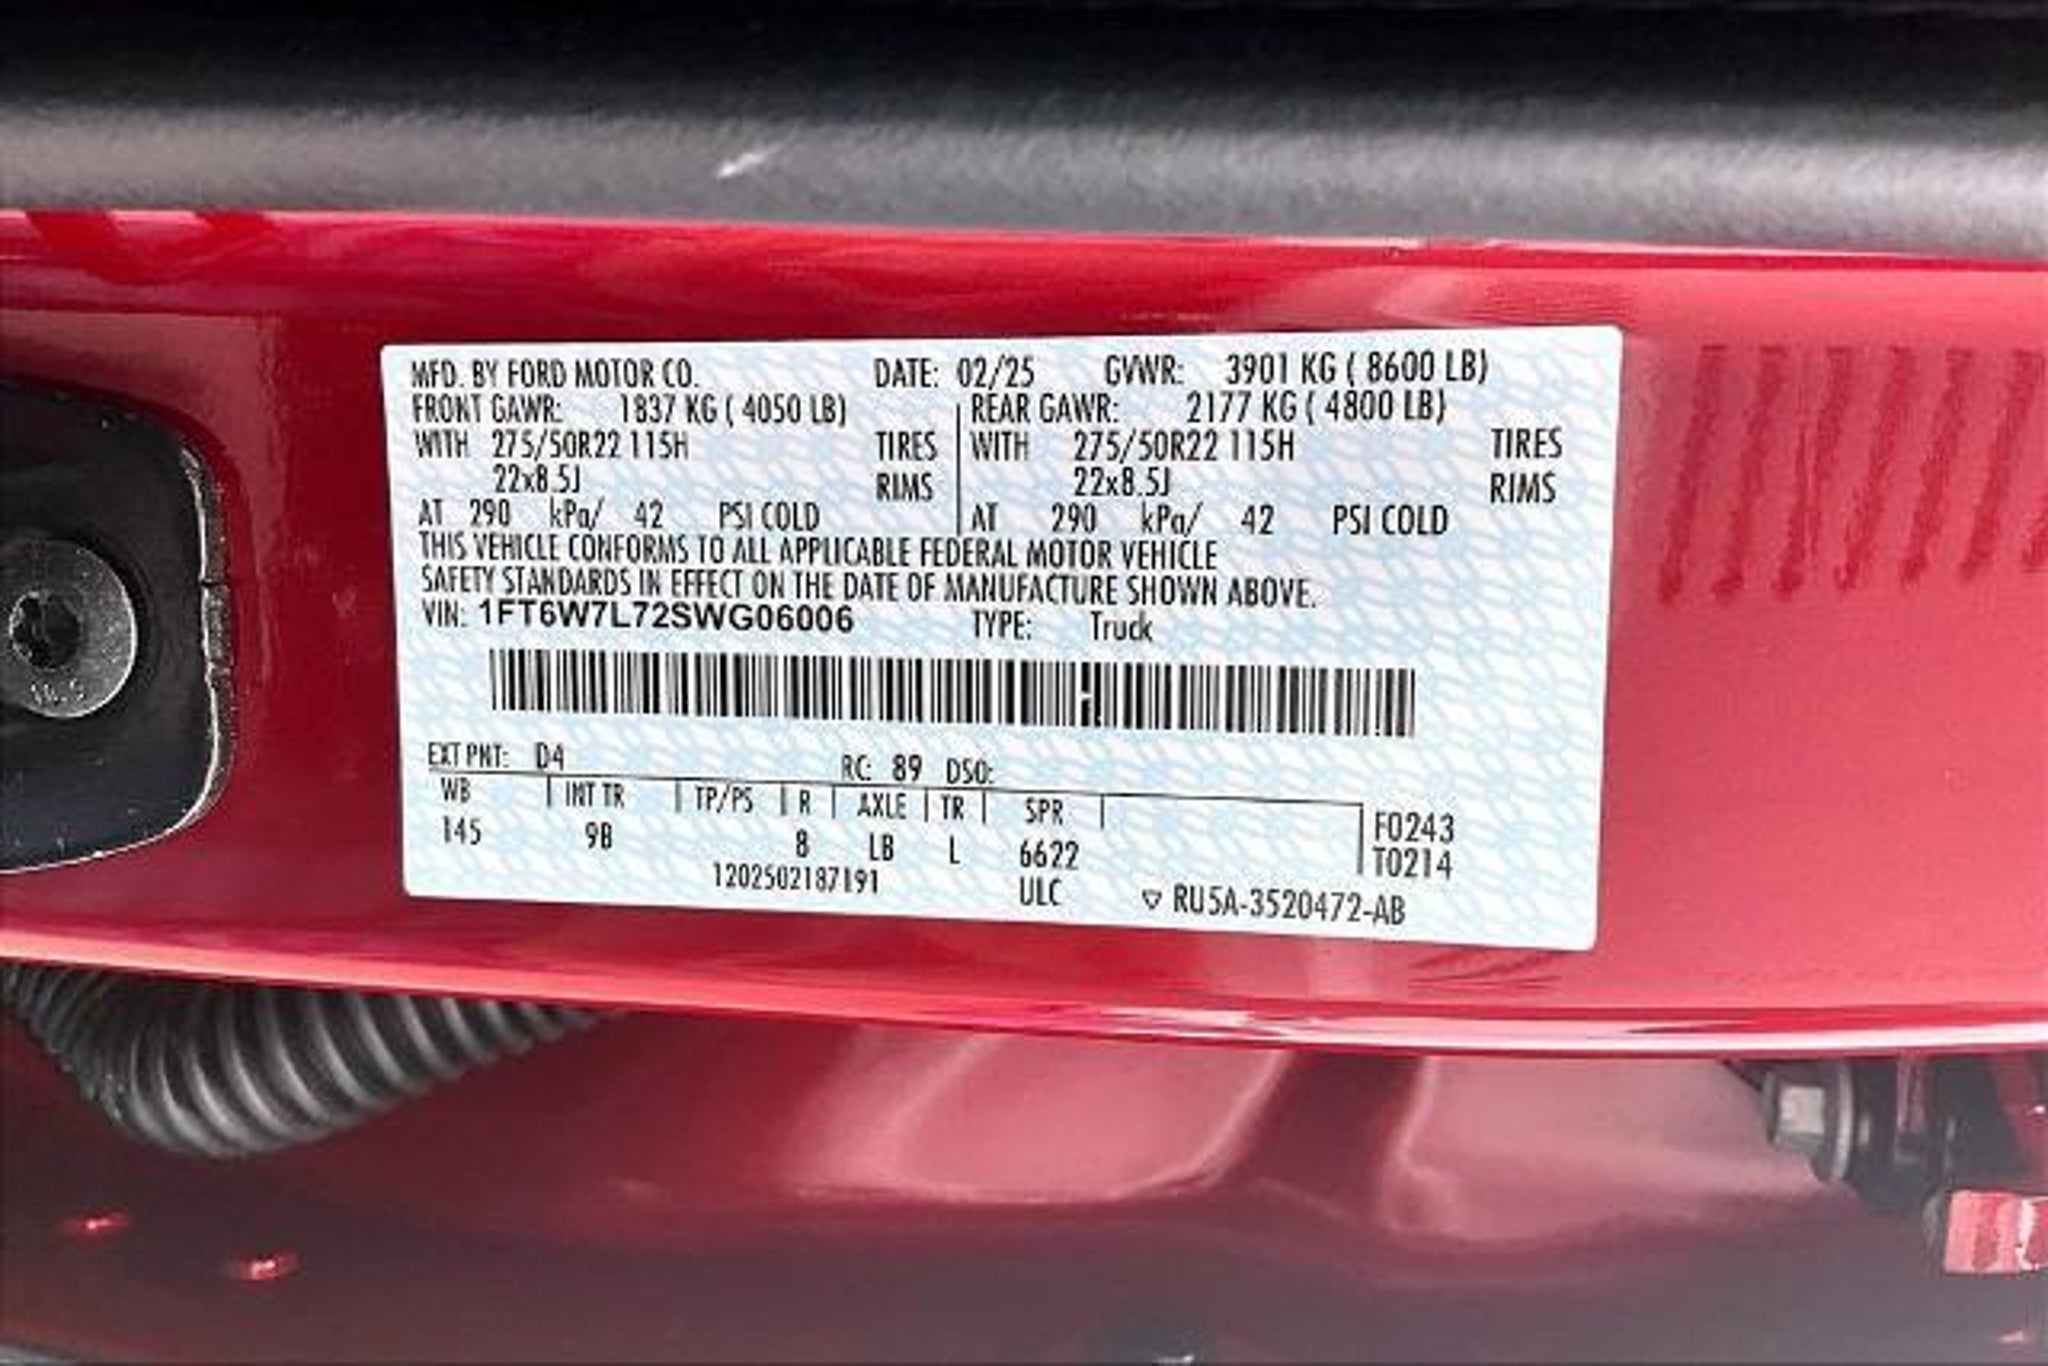 MFD. BY FORD MOTOR CO. DATE: 02/25 GVWR: 3901 KG ( 8600 LB)
FRONT GAWR: 1837 KG ( 4050 LB) REAR GAWR: 2177 KG ( 4800 LB)
WITH 275/50R22 115H TIRES WITH 275/50R22 115H TIRES
22x8.5J RIMS 22x8.5J RIMS
AT 290 kPa/ 42 PSI COLD AT 290 kPa/ 42 PSI COLD
THIS VEHICLE CONFORMS TO ALL APPLICABLE FEDERAL MOTOR VEHICLE
SAFETY STANDARDS IN EFFECT ON THE DATE OF MANUFACTURE SHOWN ABOVE.
VIN: 1FT6W7L72SWG06006 TYPE: Truck
EXT PNT: D4 RC: 89 DSO:
WB INT TR TP/PS R AXLE TR SPR
145 9B 8 LB L 6622
F0243
T0214
1202502187191 ULC RU5A-3520472-AB